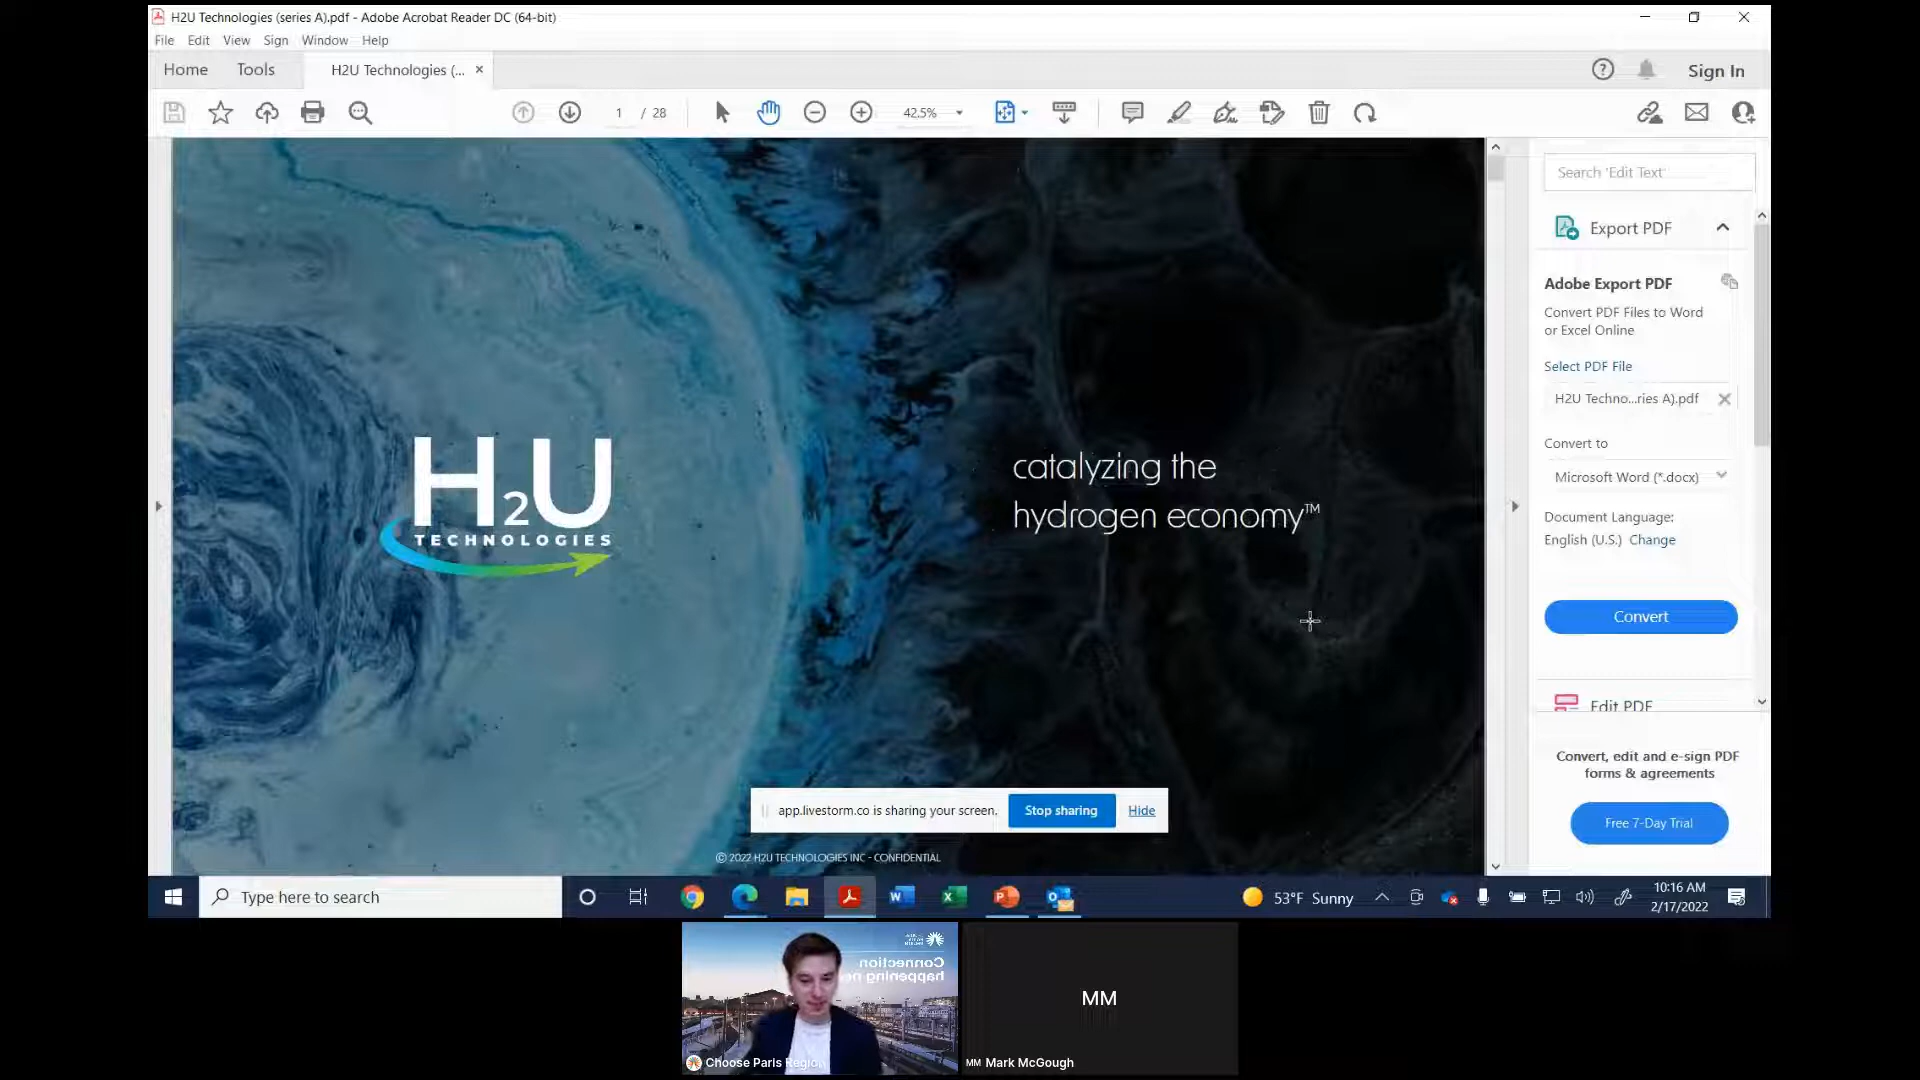 H2U Technologies (series A).pdf - Adobe Acrobat Reader DC (64-bit)
File Edit View Sign Window Help
Home Tools H2U Technologies (... Sign In
1 / 28 42.5%
Search 'Edit Text'
Export PDF
Adobe Export PDF
Convert PDF Files to Word
or Excel Online
Select PDF File
H2U Techno...ries A).pdf
Convert to
Microsoft Word (*.docx)
Document Language:
English (U.S.) Change
Convert
Edit PDF
Convert, edit and e-sign PDF
forms & agreements
Free 7-Day Trial
H2U
TECHNOLOGIES
catalyzing the
hydrogen economy™
app.livestorm.co is sharing your screen. Stop sharing Hide
© 2022 H2U TECHNOLOGIES INC - CONFIDENTIAL
Type here to search
53°F Sunny
10:16 AM
2/17/2022
Connection
happening
Choose Paris Region
MM
MM Mark McGough